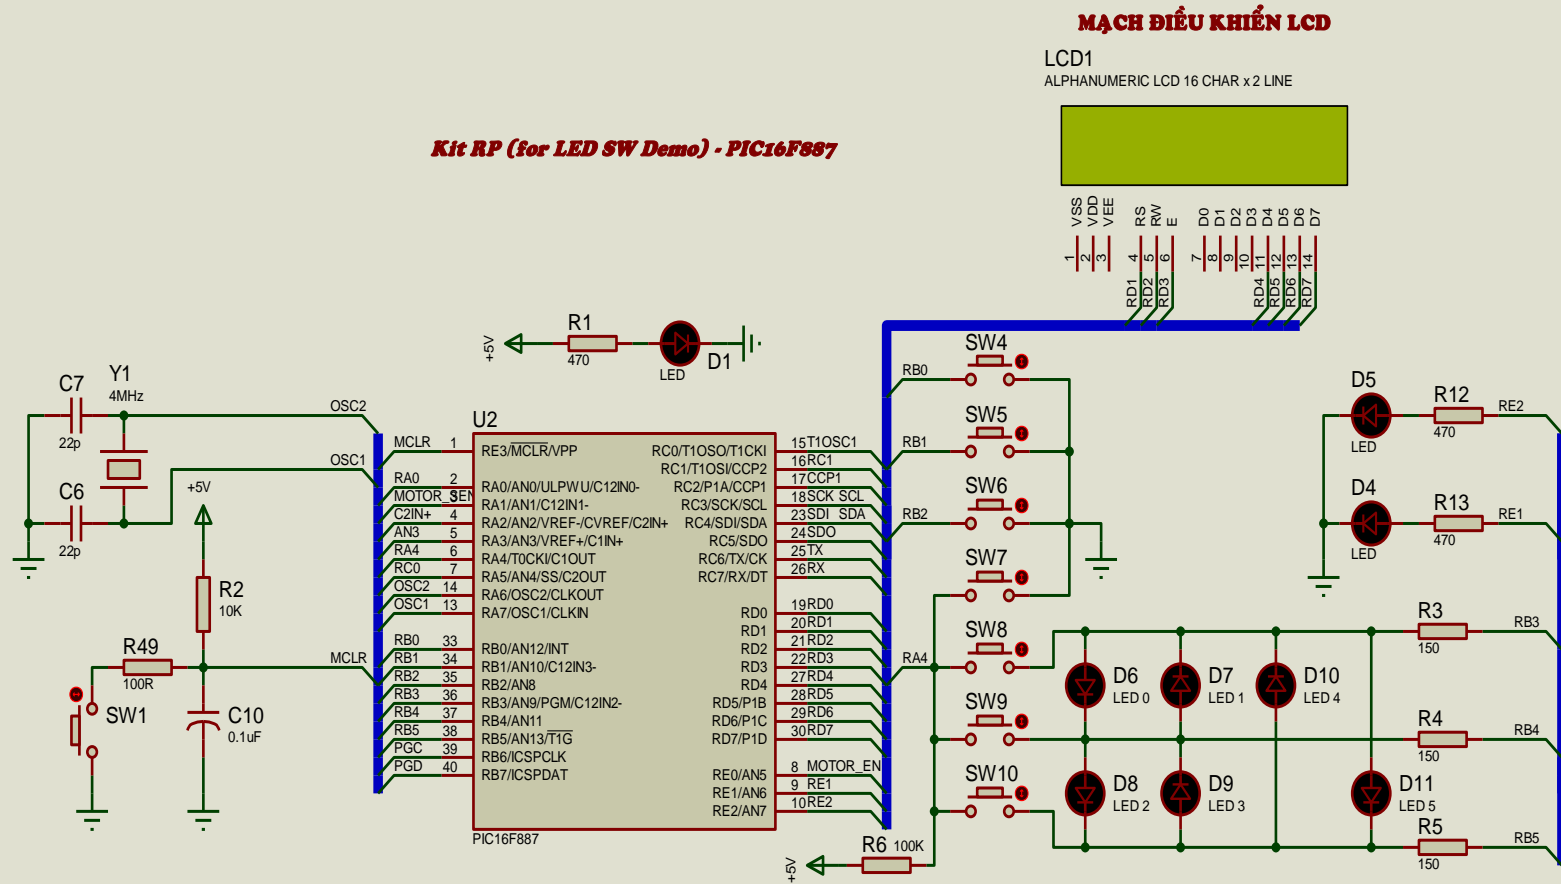 MẠCH ĐIỀU KHIỂN LCD
LCD1
ALPHANUMERIC LCD 16 CHAR x 2 LINE
Kit RP (for LED SW Demo) - PIC16F887
VSS VDD VEE RS RW E D0 D1 D2 D3 D4 D5 D6 D7
1 2 3 4 5 6 7 8 9 10 11 12 13 14
RD1 RD2 RD3 RD4 RD5 RD6 RD7
+5V
R1
470
LED
D1
C7
22p
Y1
4MHz
OSC2
OSC1
C6
22p
+5V
R2
10K
R49
100R
MCLR
SW1
C10
0.1uF
U2
MCLR 1 RE3/MCLR/VPP
RA0 2 RA0/AN0/ULPWU/C12IN0-
MOTOR_SEN 3 RA1/AN1/C12IN1-
C2IN+ 4 RA2/AN2/VREF-/CVREF/C2IN+
AN3 5 RA3/AN3/VREF+/C1IN+
RA4 6 RA4/T0CKI/C1OUT
RC0 7 RA5/AN4/SS/C2OUT
OSC2 14 RA6/OSC2/CLKOUT
OSC1 13 RA7/OSC1/CLKIN
RB0 33 RB0/AN12/INT
RB1 34 RB1/AN10/C12IN3-
RB2 35 RB2/AN8
RB3 36 RB3/AN9/PGM/C12IN2-
RB4 37 RB4/AN11
RB5 38 RB5/AN13/T1G
PGC 39 RB6/ICSPCLK
PGD 40 RB7/ICSPDAT
RC0/T1OSO/T1CKI 15 T1OSC1
RC1/T1OSI/CCP2 16 RC1
RC2/P1A/CCP1 17 CCP1
RC3/SCK/SCL 18 SCK SCL
RC4/SDI/SDA 23 SDI SDA
RC5/SDO 24 SDO
RC6/TX/CK 25 TX
RC7/RX/DT 26 RX
RD0 19 RD0
RD1 20 RD1
RD2 21 RD2
RD3 22 RD3
RD4 27 RD4
RD5/P1B 28 RD5
RD6/P1C 29 RD6
RD7/P1D 30 RD7
RE0/AN5 8 MOTOR_EN
RE1/AN6 9 RE1
RE2/AN7 10 RE2
PIC16F887
SW4
RB0
SW5
RB1
SW6
RB2
SW7
SW8
RA4
SW9
SW10
R6 100K
+5V
D5
LED
R12
470
RE2
D4
LED
R13
470
RE1
R3
150
RB3
D6
LED 0
D7
LED 1
D10
LED 4
R4
150
RB4
D8
LED 2
D9
LED 3
D11
LED 5
R5
150
RB5